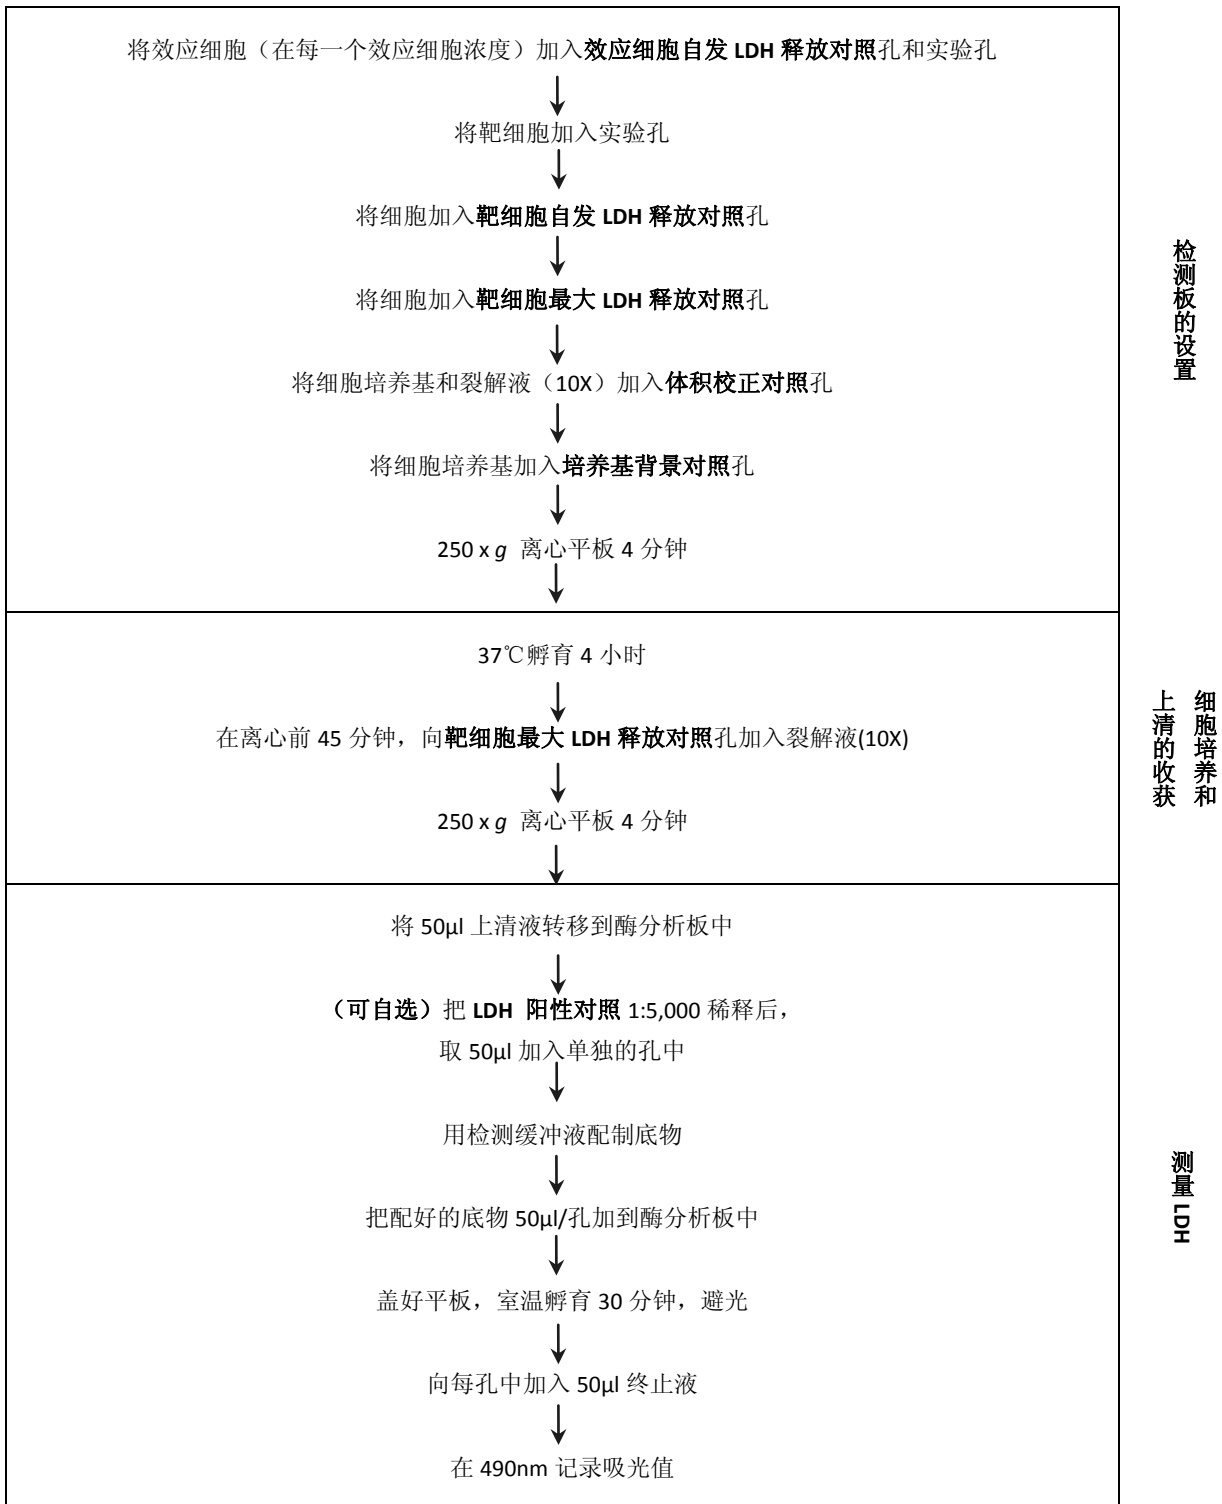 将效应细胞（在每一个效应细胞浓度）加入效应细胞自发 LDH 释放对照孔和实验孔
将靶细胞加入实验孔
将细胞加入靶细胞自发 LDH 释放对照孔
将细胞加入靶细胞最大 LDH 释放对照孔
将细胞培养基和裂解液（10X）加入体积校正对照孔
将细胞培养基加入培养基背景对照孔
250 x g 离心平板 4 分钟
检测板的设置
37℃孵育 4 小时
在离心前 45 分钟，向靶细胞最大 LDH 释放对照孔加入裂解液(10X)
250 x g 离心平板 4 分钟
细胞培养和
上清的收获
将 50µl 上清液转移到酶分析板中
（可自选）把 LDH 阳性对照 1:5,000 稀释后，
取 50µl 加入单独的孔中
用检测缓冲液配制底物
把配好的底物 50µl/孔加到酶分析板中
盖好平板，室温孵育 30 分钟，避光
向每孔中加入 50µl 终止液
在 490nm 记录吸光值
测量 LDH